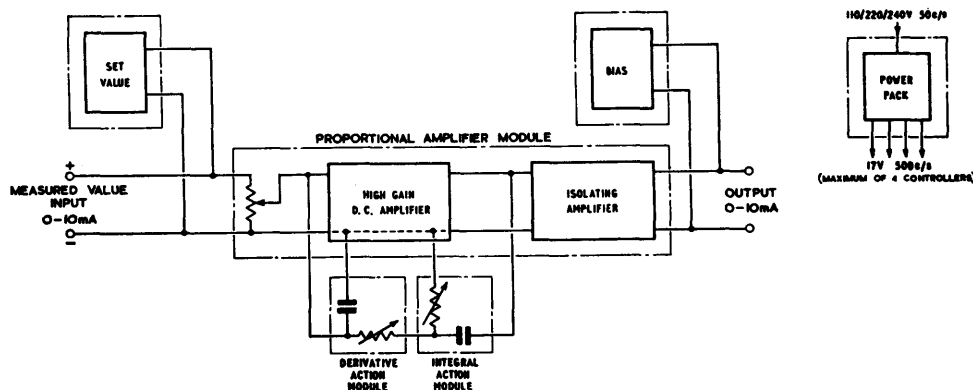 110/220/240V 50c/s
SET
VALUE
BIAS
POWER
PACK
PROPORTIONAL AMPLIFIER MODULE
17V 500c/s
(MAXIMUM OF 4 CONTROLLERS)
+
MEASURED VALUE
INPUT
0-10mA
−
HIGH GAIN
D.C. AMPLIFIER
ISOLATING
AMPLIFIER
OUTPUT
0-10mA
DERIVATIVE
ACTION
MODULE
INTEGRAL
ACTION
MODULE